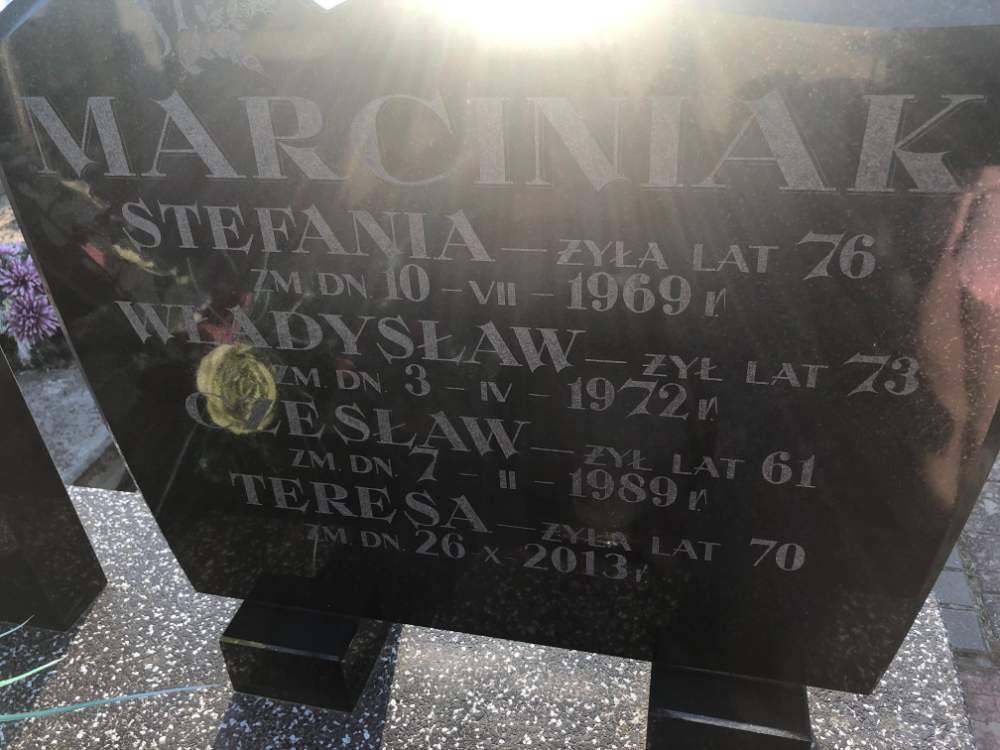 MARCINIAK
STEFANIA – ŻYŁA LAT 76
ZM. DN 10 – VII – 1969 r.
WŁADYSŁAW – ŻYŁ LAT 73
ZM. DN. 3 – IV – 1972 r.
CZESŁAW – ŻYŁ LAT 61
ZM. DN. 7 – II – 1989 r.
TERESA – ŻYŁA LAT 70
ZM DN. 26 X 2013 r.